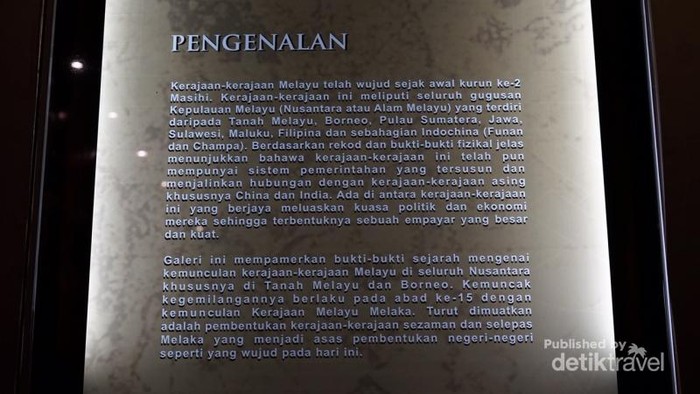 PENGENALAN
Kerajaan-kerajaan Melayu telah wujud sejak awal kurun ke-2
Masihi. Kerajaan-kerajaan ini meliputi seluruh gugusan
Kepulauan Melayu (Nusantara atau Alam Melayu) yang terdiri
daripada Tanah Melayu, Borneo, Pulau Sumatera, Jawa,
Sulawesi, Maluku, Filipina dan sebahagian Indochina (Funan
dan Champa). Berdasarkan rekod dan bukti-bukti fizikal jelas
menunjukkan bahawa kerajaan-kerajaan ini telah pun
mempunyai sistem pemerintahan yang tersusun dan
menjalinkan hubungan dengan kerajaan-kerajaan asing
khususnya China dan India. Ada di antara kerajaan-kerajaan
ini yang berjaya meluaskan kuasa politik dan ekonomi
mereka sehingga terbentuknya sebuah empayar yang besar
dan kuat.
Galeri ini mempamerkan bukti-bukti sejarah mengenai
kemunculan kerajaan-kerajaan Melayu di seluruh Nusantara
khususnya di Tanah Melayu dan Borneo. Kemuncak
kegemilangannya berlaku pada abad ke-15 dengan
kemunculan Kerajaan Melayu Melaka. Turut dimuatkan
adalah pembentukan kerajaan-kerajaan sezaman dan selepas
Melaka yang menjadi asas pembentukan negeri-negeri
seperti yang wujud pada hari ini.
Published by
detiktravel